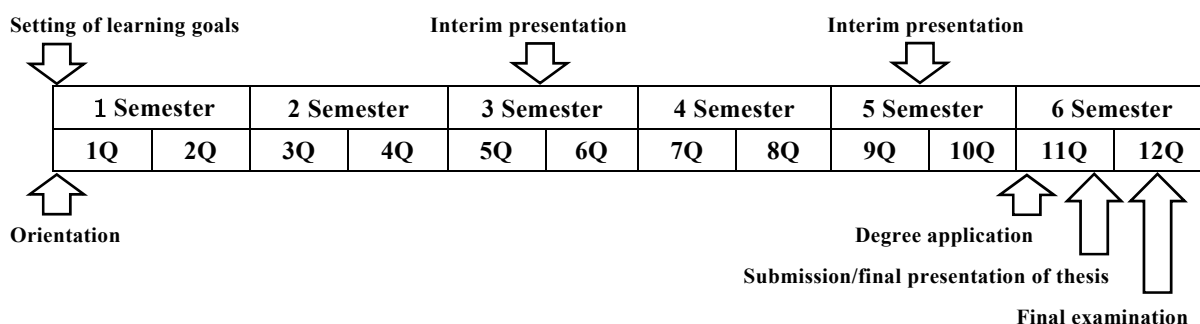 Setting of learning goals Interim presentation Interim presentation
1 Semester 2 Semester 3 Semester 4 Semester 5 Semester 6 Semester
1Q 2Q 3Q 4Q 5Q 6Q 7Q 8Q 9Q 10Q 11Q 12Q
Orientation Degree application
Submission/final presentation of thesis
Final examination